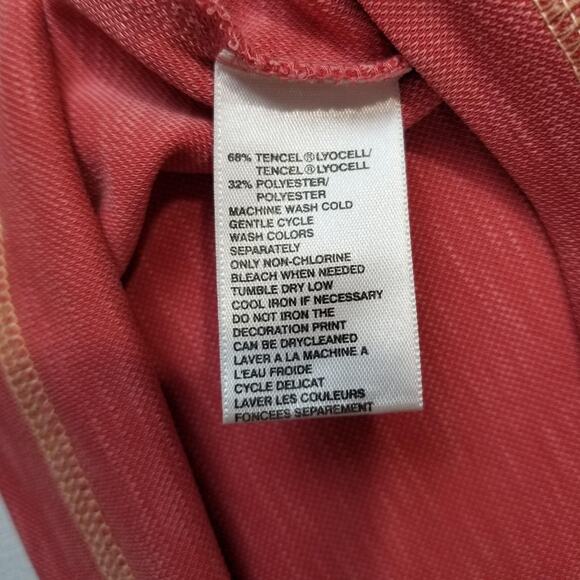 68% TENCEL®LYOCELL/
TENCEL®LYOCELL
32% POLYESTER/
POLYESTER
MACHINE WASH COLD
GENTLE CYCLE
WASH COLORS
SEPARATELY
ONLY NON-CHLORINE
BLEACH WHEN NEEDED
TUMBLE DRY LOW
COOL IRON IF NECESSARY
DO NOT IRON THE
DECORATION PRINT
CAN BE DRYCLEANED
LAVER A LA MACHINE A
L'EAU FROIDE
CYCLE DELICAT
LAVER LES COULEURS
FONCEES SEPAREMENT